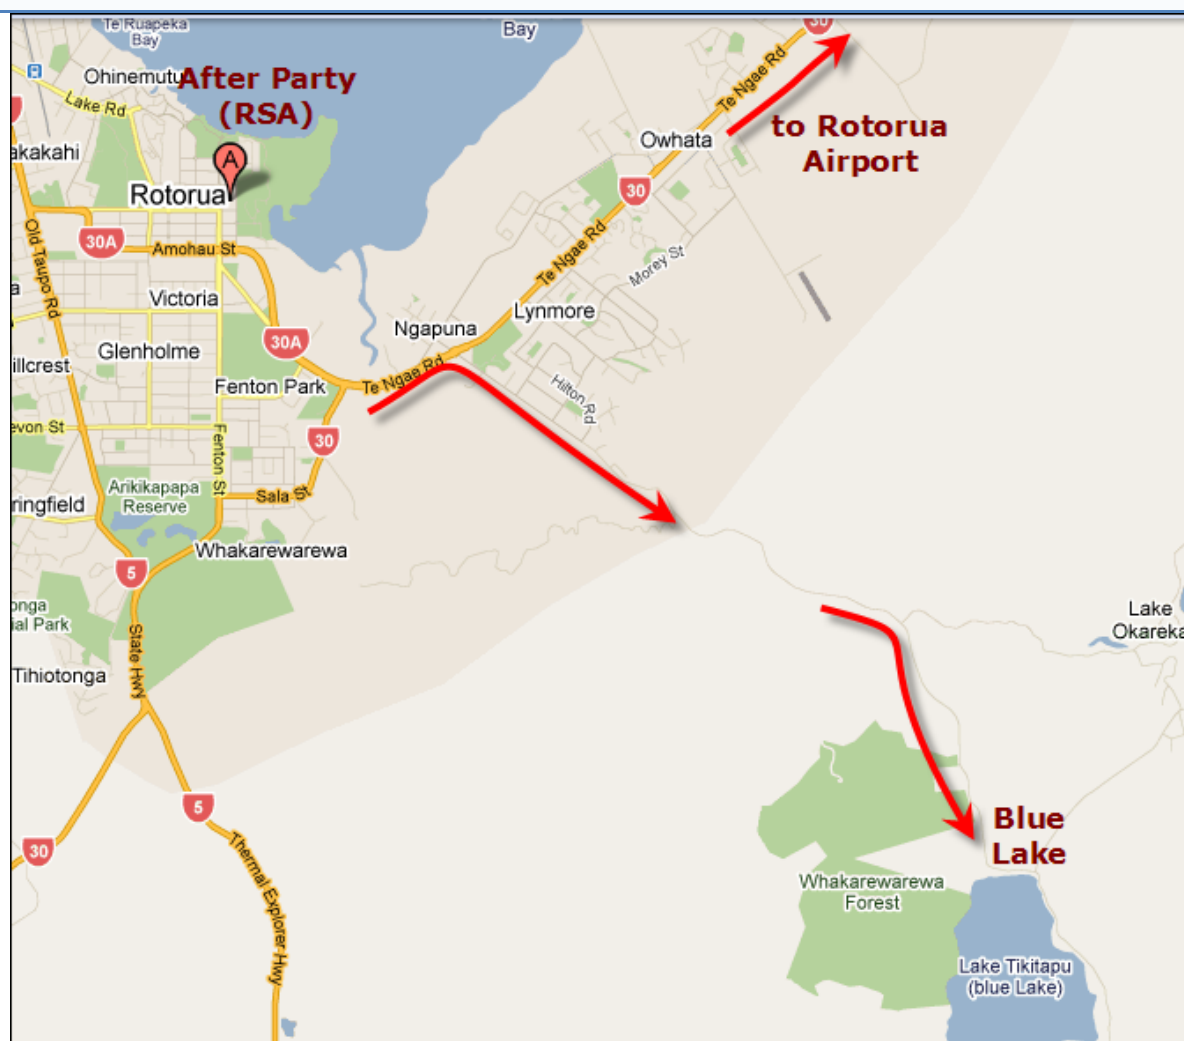 Te Ruapeka
Bay
Bay
30
Ohinemutu
After Party
(RSA)
Lake Rd
Te Ngae Rd
to Rotorua
Airport
Owhata
akakahi
A
Rotorua
30
Old Taupo Rd
30A
Amohau St
Te Ngae Rd
Morey St
a
Victoria
Lynmore
Ngapuna
30A
Glenholme
illcrest
Te Ngae Rd
Fenton Park
Hilton Rd
evon St
Fenton St
30
Arikikapapa
Reserve
Sala St
ringfield
Whakarewarewa
5
onga
ial Park
Lake
Okareka
State Hwy
Tihiotonga
5
30
Blue
Lake
Thermal Explorer Hwy
Whakarewarewa
Forest
Lake Tikitapu
(blue Lake)